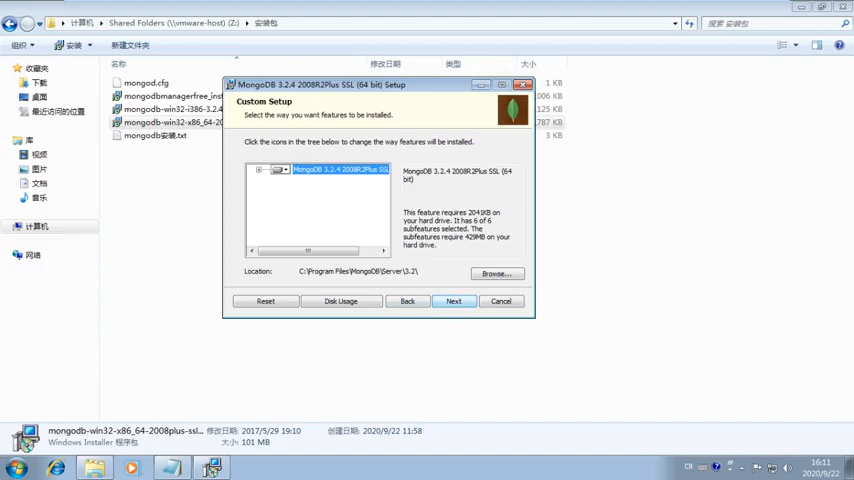 计算机 Shared Folders (\\vmware-host) (Z:) 安装包
搜索 安装包
组织 安装 新建文件夹
名称 修改日期 类型 大小
收藏夹
下载
桌面
最近访问的位置
库
视频
图片
文档
音乐
计算机
网络
mongod.cfg 1 KB
mongodbmanagerfree_inst 006 KB
mongodb-win32-i386-3.2.4 125 KB
mongodb-win32-x86_64-20 787 KB
mongodb安装.txt 3 KB
MongoDB 3.2.4 2008R2Plus SSL (64 bit) Setup
Custom Setup
Select the way you want features to be installed.
Click the icons in the tree below to change the way features will be installed.
MongoDB 3.2.4 2008R2Plus SSL
MongoDB 3.2.4 2008R2Plus SSL (64
bit)
This feature requires 2041KB on
your hard drive. It has 6 of 6
subfeatures selected. The
subfeatures require 429MB on your
hard drive.
Location: C:\Program Files\MongoDB\Server\3.2\
Browse...
Reset Disk Usage Back Next Cancel
mongodb-win32-x86_64-2008plus-ssl... 修改日期: 2017/5/29 19:10 创建日期: 2020/9/22 11:58
Windows Installer 程序包 大小: 101 MB
CH
16:11
2020/9/22